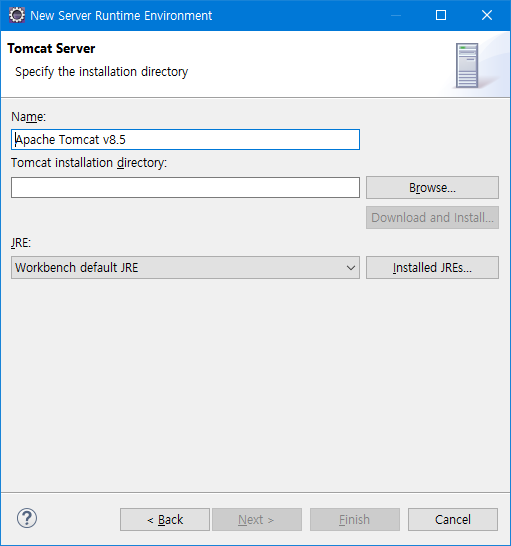 New Server Runtime Environment
Tomcat Server
Specify the installation directory
Name:
Apache Tomcat v8.5
Tomcat installation directory:
Browse...
Download and Install...
JRE:
Workbench default JRE
Installed JREs...
?
< Back
Next >
Finish
Cancel